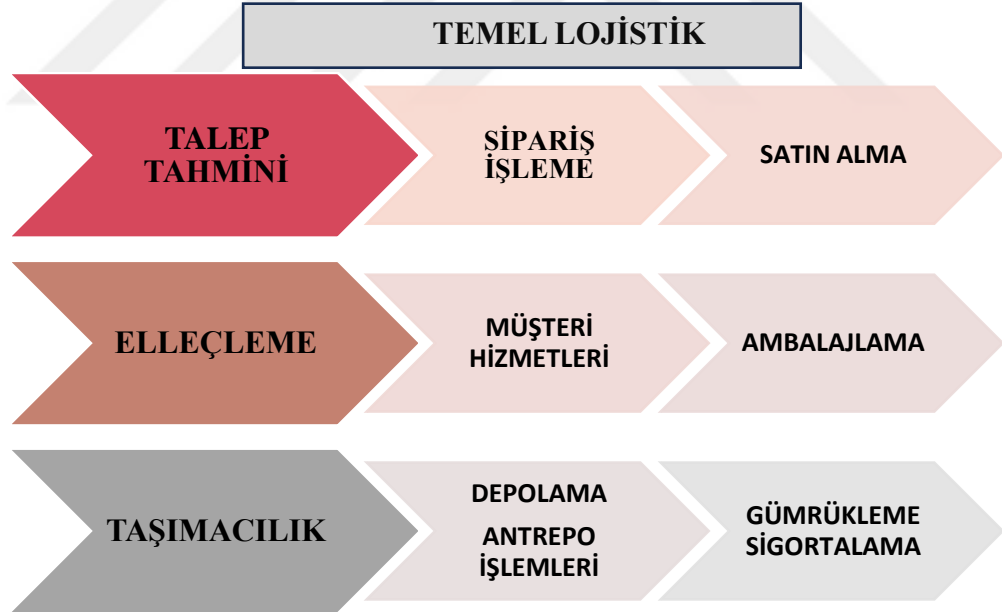 TEMEL LOJİSTİK
TALEP
TAHMİNİ
SİPARİŞ
İŞLEME
SATIN ALMA
ELLEÇLEME
MÜŞTERİ
HİZMETLERİ
AMBALAJLAMA
TAŞIMACILIK
DEPOLAMA
ANTREPO
İŞLEMLERİ
GÜMRÜKLEME
SİGORTALAMA